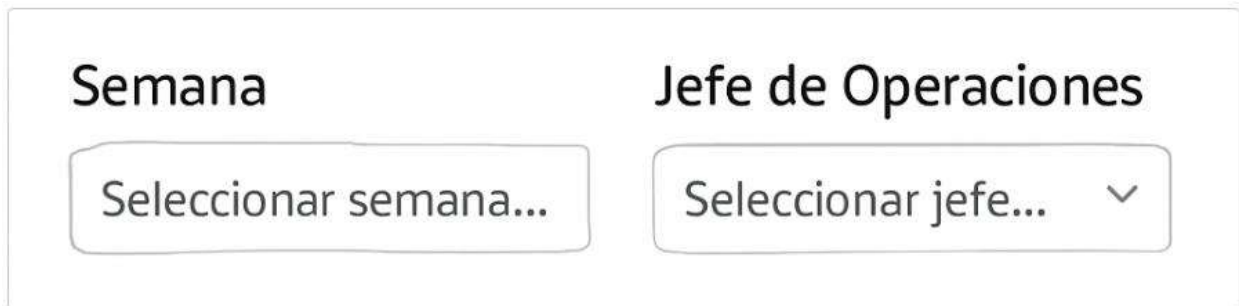 Semana
Jefe de Operaciones
Seleccionar semana...
Seleccionar jefe...